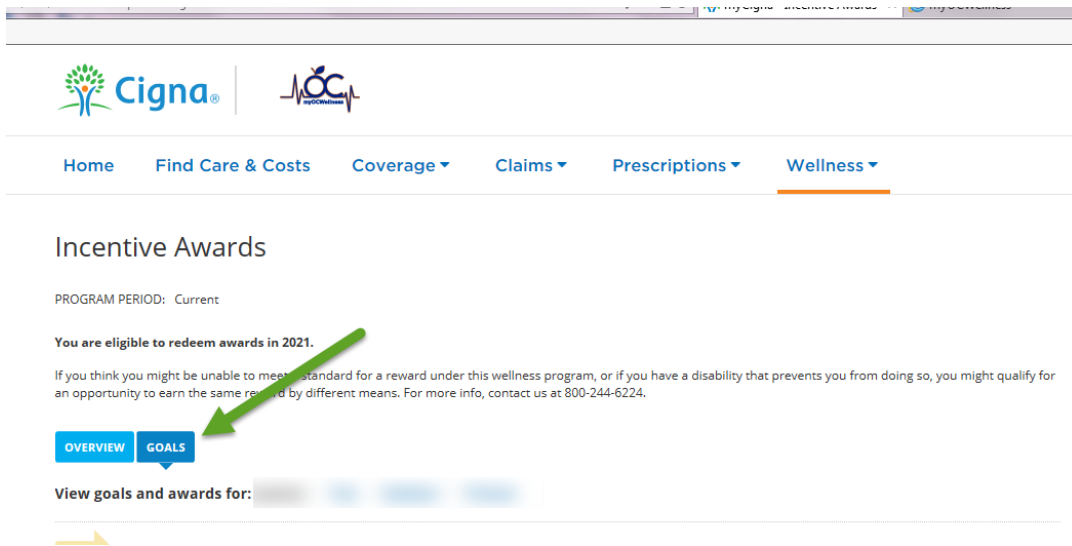 Cigna®
OC
myOCWellness
Home Find Care & Costs Coverage Claims Prescriptions Wellness
Incentive Awards
PROGRAM PERIOD: Current
You are eligible to redeem awards in 2021.
If you think you might be unable to meet standard for a reward under this wellness program, or if you have a disability that prevents you from doing so, you might qualify for
an opportunity to earn the same by different means. For more info, contact us at 800-244-6224.
OVERVIEW GOALS
View goals and awards for: